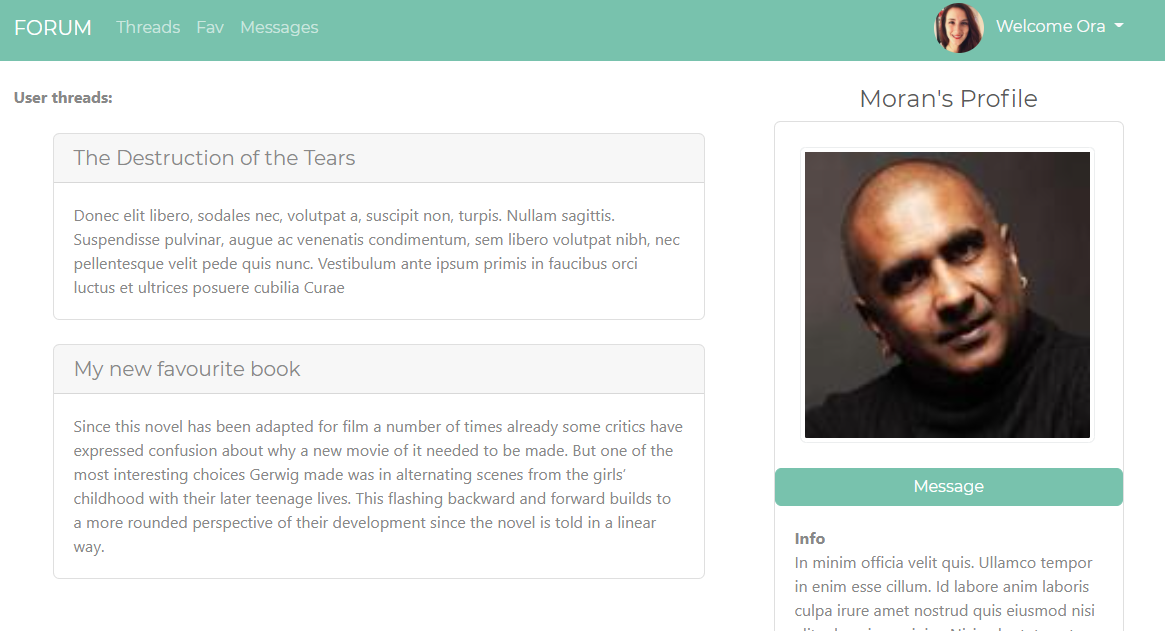 FORUM Threads Fav Messages Welcome Ora
User threads:
The Destruction of the Tears
Donec elit libero, sodales nec, volutpat a, suscipit non, turpis. Nullam sagittis.
Suspendisse pulvinar, augue ac venenatis condimentum, sem libero volutpat nibh, nec
pellentesque velit pede quis nunc. Vestibulum ante ipsum primis in faucibus orci
luctus et ultrices posuere cubilia Curae
My new favourite book
Since this novel has been adapted for film a number of times already some critics have
expressed confusion about why a new movie of it needed to be made. But one of the
most interesting choices Gerwig made was in alternating scenes from the girls’
childhood with their later teenage lives. This flashing backward and forward builds to
a more rounded perspective of their development since the novel is told in a linear
way.
Moran's Profile
Message
Info
In minim officia velit quis. Ullamco tempor
in enim esse cillum. Id labore anim laboris
culpa irure amet nostrud quis eiusmod nisi